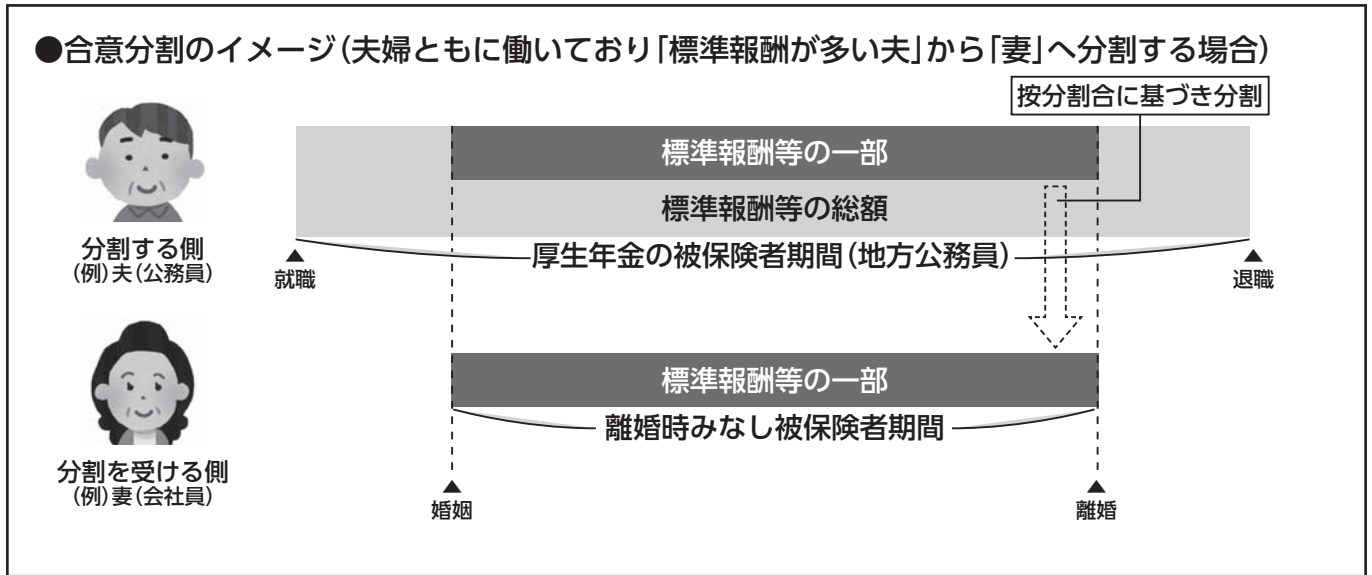 ●合意分割のイメージ（夫婦ともに働いており「標準報酬が多い夫」から「妻」へ分割する場合）
按分割合に基づき分割
標準報酬等の一部
標準報酬等の総額
分割する側
（例）夫（公務員）
厚生年金の被保険者期間（地方公務員）
▲
就職
▲
退職
標準報酬等の一部
離婚時みなし被保険者期間
分割を受ける側
（例）妻（会社員）
▲
婚姻
▲
離婚